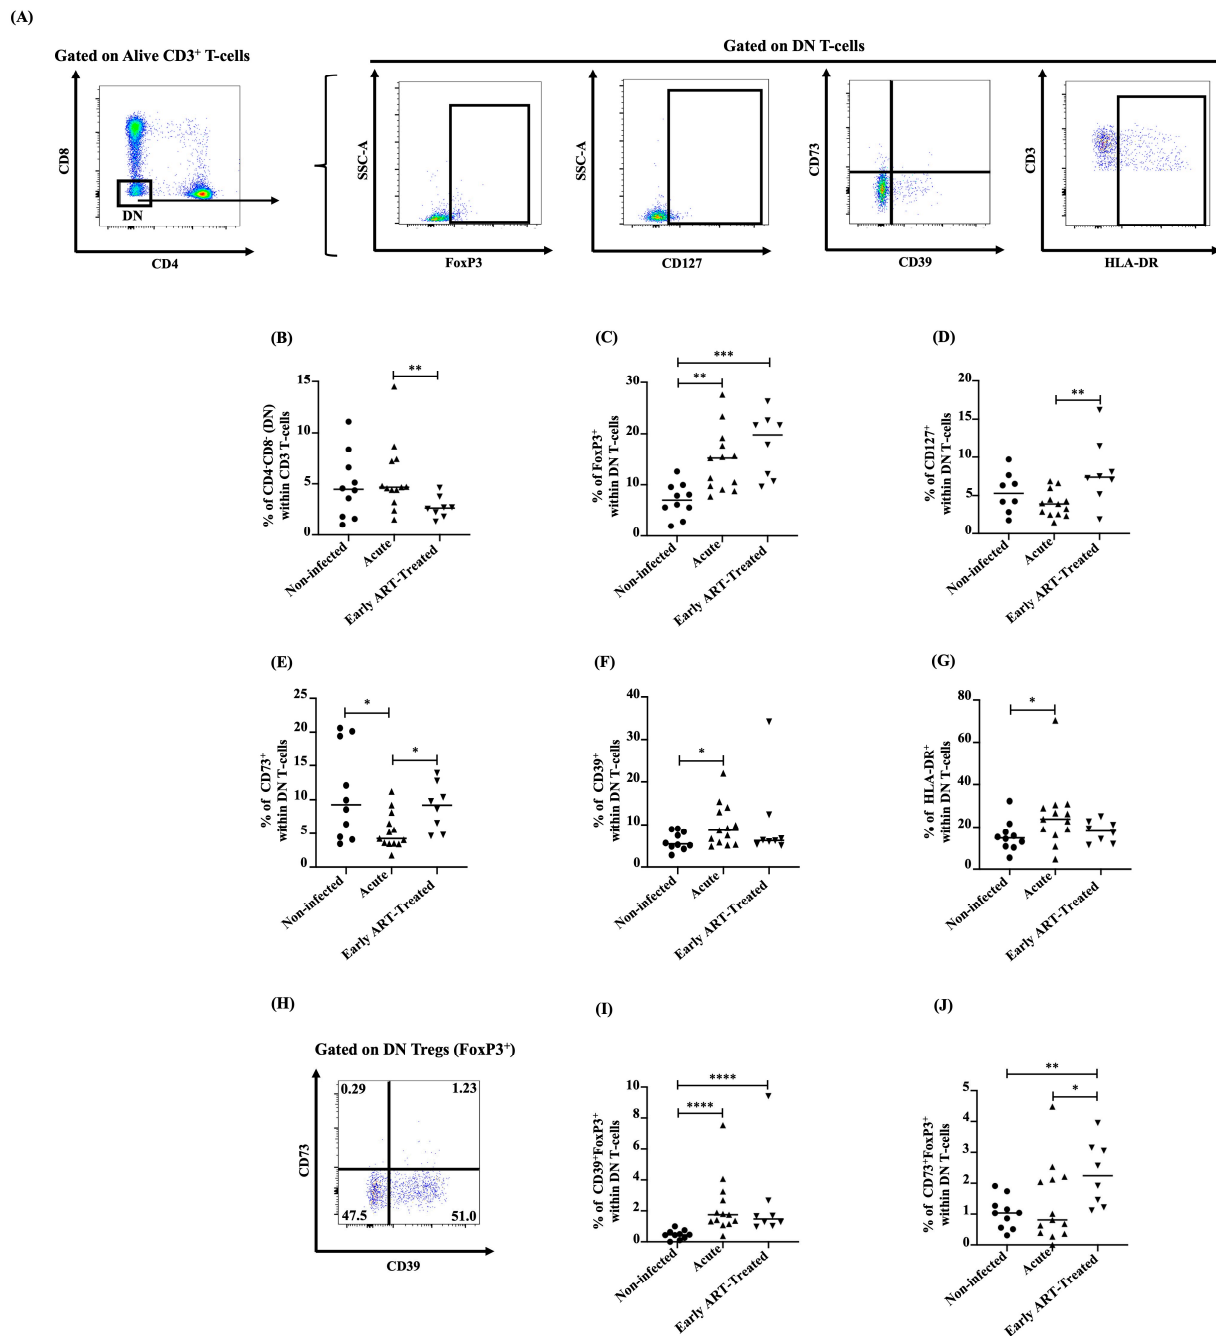 (A)
Gated on Alive CD3+ T-cells
Gated on DN T-cells
CD8
DN
CD4
SSC-A
FoxP3
SSC-A
CD127
CD73
CD39
CD3
HLA-DR
(B)
% of CD4-CD8- (DN)
within CD3 T-cells
15
10
5
0
**
Non-infected
Acute
Early ART-Treated
(C)
% of FoxP3+
within DN T-cells
30
20
10
0
***
**
Non-infected
Acute
Early ART-Treated
(D)
% of CD127+
within DN T-cells
20
15
10
5
0
**
Non-infected
Acute
Early ART-Treated
(E)
% of CD73+
within DN T-cells
25
20
15
10
5
0
*
*
Non-infected
Acute
Early ART-Treated
(F)
% of CD39+
within DN T-cells
40
30
20
10
0
*
Non-infected
Acute
Early ART-Treated
(G)
% of HLA-DR+
within DN T-cells
80
60
40
20
0
*
Non-infected
Acute
Early ART-Treated
(H)
Gated on DN Tregs (FoxP3+)
CD73
0.29
1.23
47.5
51.0
CD39
(I)
% of CD39+FoxP3+
within DN T-cells
10
8
6
4
2
0
****
****
Non-infected
Acute
Early ART-Treated
(J)
% of CD73+FoxP3+
within DN T-cells
5
4
3
2
1
0
**
*
Non-infected
Acute
Early ART-Treated